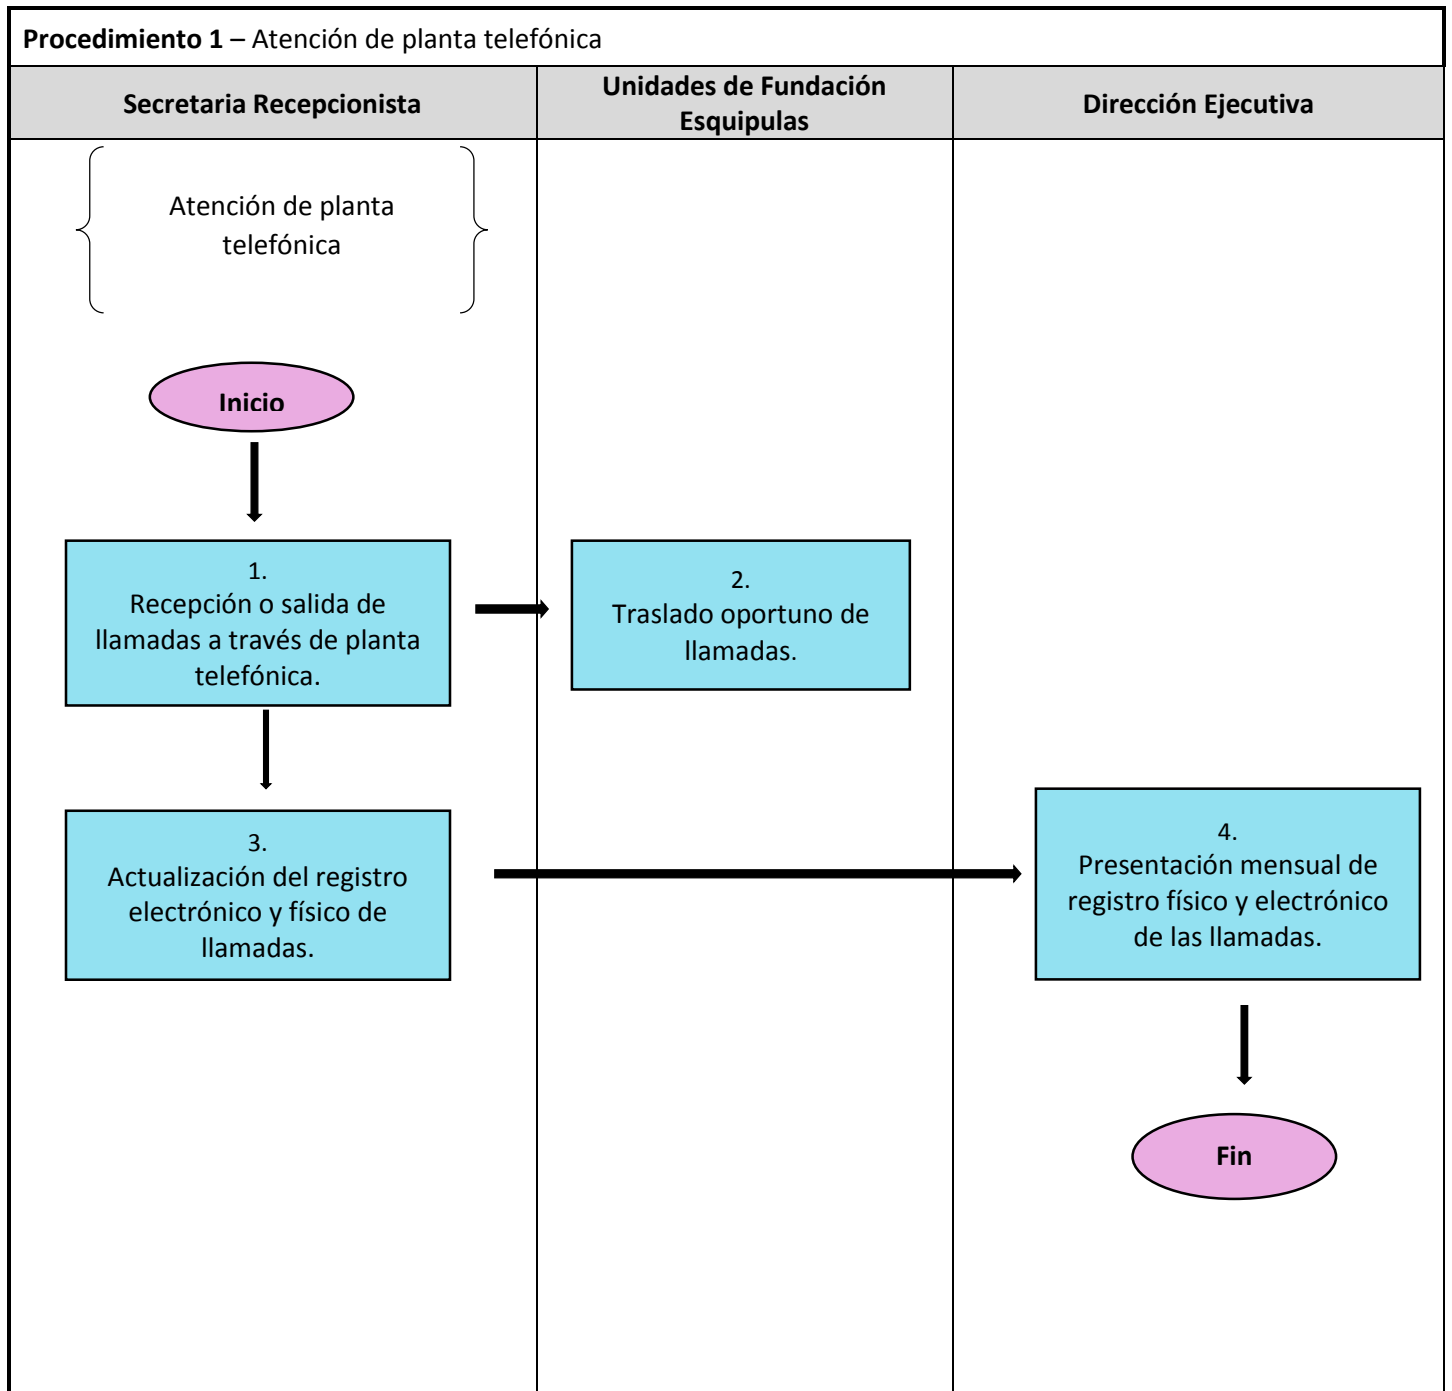 Procedimiento 1 – Atención de planta telefónica
Secretaria Recepcionista
Unidades de Fundación
Esquipulas
Dirección Ejecutiva
Atención de planta
telefónica
Inicio
1.
Recepción o salida de
llamadas a través de planta
telefónica.
2.
Traslado oportuno de
llamadas.
3.
Actualización del registro
electrónico y físico de
llamadas.
4.
Presentación mensual de
registro físico y electrónico
de las llamadas.
Fin